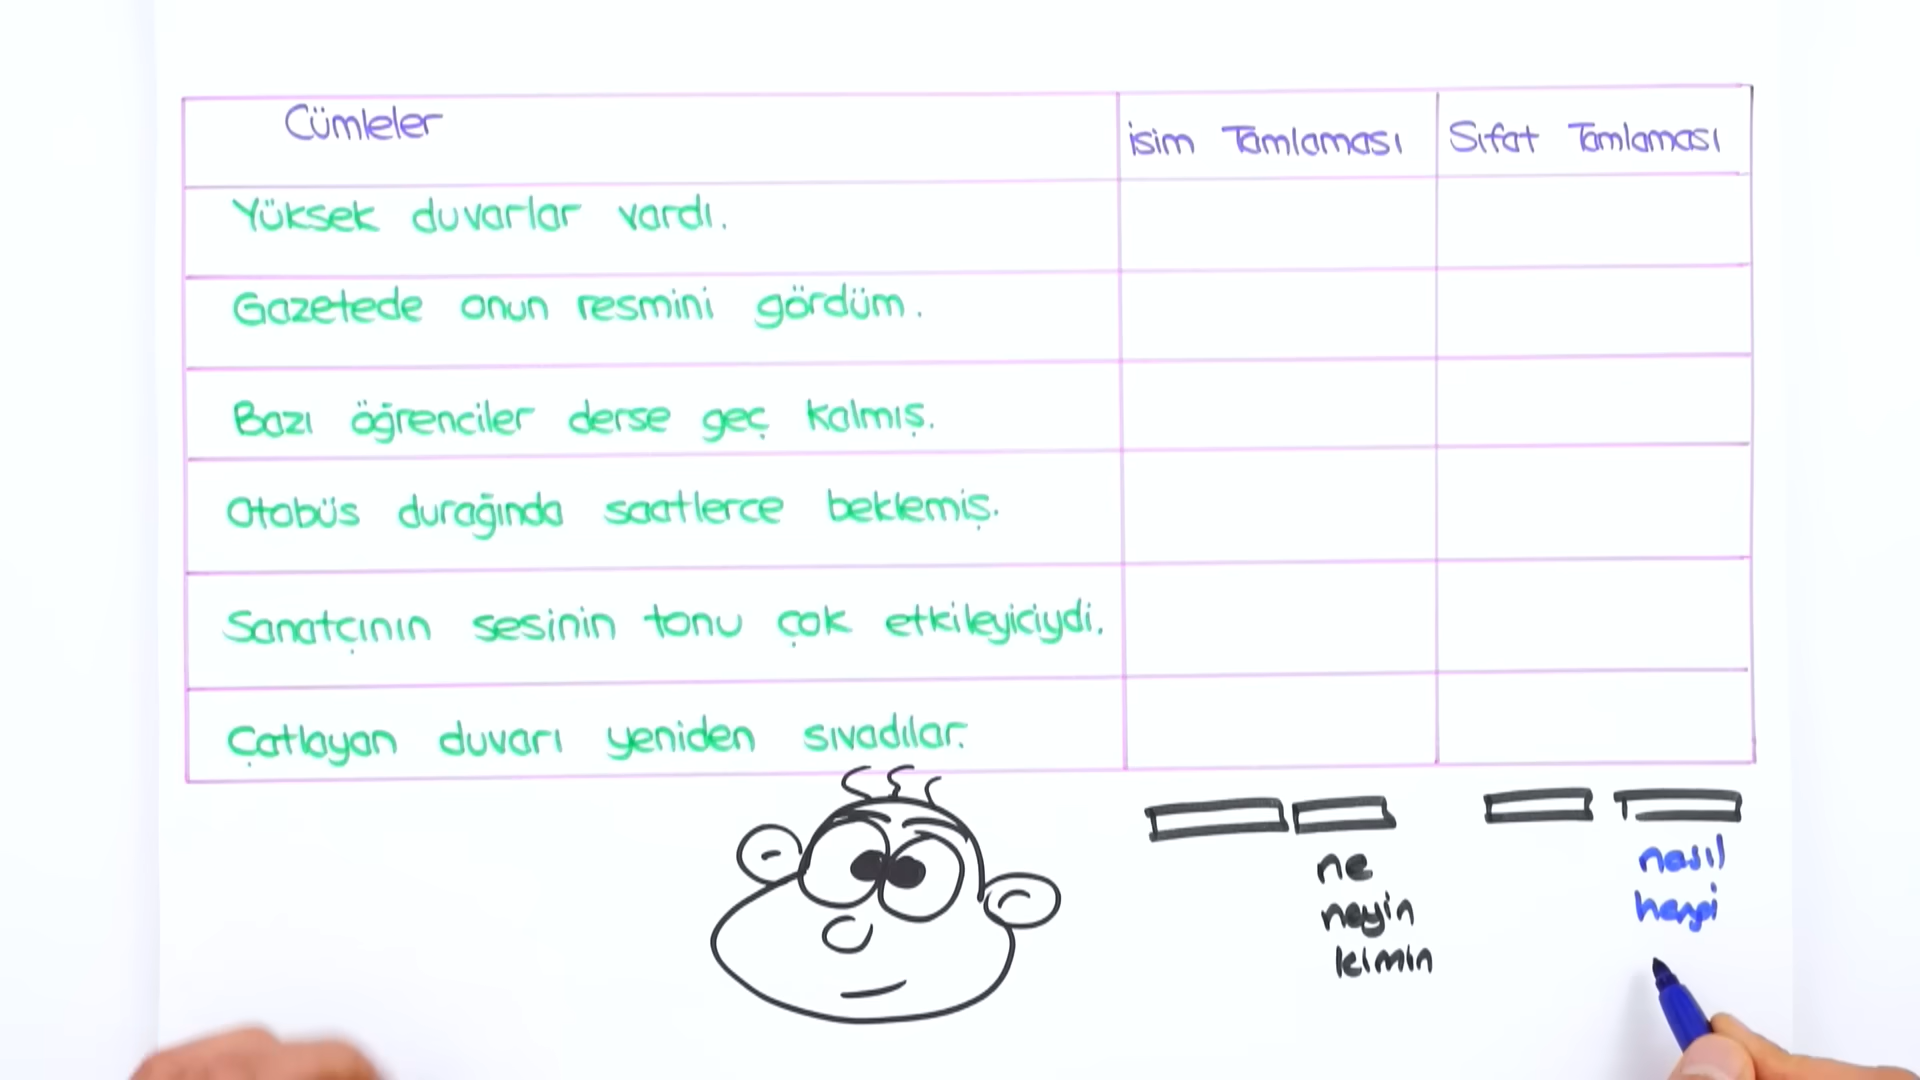 Cümleler
isim Tamlaması
Sıfat Tamlaması
Yüksek duvarlar vardı.
Gazetede onun resmini gördüm.
Bazı öğrenciler derse geç kalmış.
Otobüs durağında saatlerce beklemiş.
Sanatçının sesinin tonu çok etkileyiciydi.
Çatlayan duvarı yeniden sıvadılar.
ne
neyin
kimin
nasıl
hangi